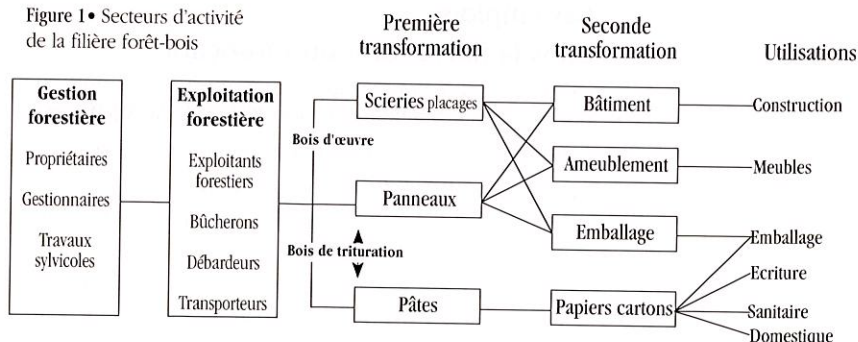 Figure 1• Secteurs d'activité
de la filière forêt-bois
Première
transformation
Seconde
transformation
Utilisations
Gestion
forestière
Propriétaires
Gestionnaires
Travaux
sylvicoles
Exploitation
forestière
Exploitants
forestiers
Bûcherons
Débardeurs
Transporteurs
Bois d'œuvre
Bois de trituration
Scieries placages
Panneaux
Pâtes
Bâtiment
Ameublement
Emballage
Papiers cartons
Construction
Meubles
Emballage
Ecriture
Sanitaire
Domestique